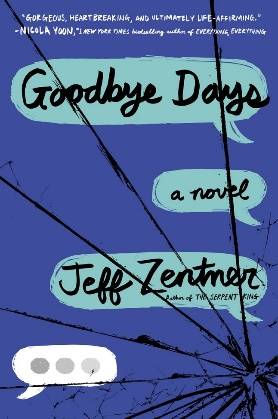 "GORGEOUS, HEARTBREAKING, AND ULTIMATELY LIFE-AFFIRMING."
-NICOLA YOON, #1 NEW YORK TIMES bestselling author of EVERYTHING, EVERYTHING
Goodbye Days
a novel
Jeff Zentner
Author of THE SERPENT KING